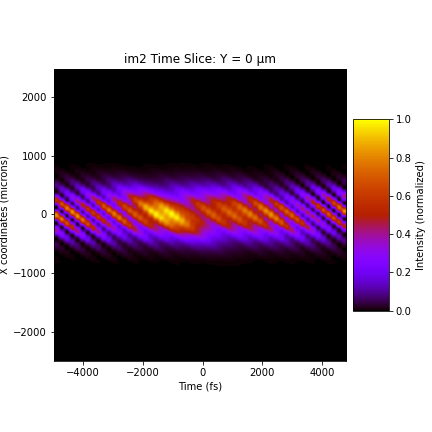 im2 Time Slice: Y = 0 µm
2000
1000
0
−1000
−2000
X coordinates (microns)
−4000 −2000 0 2000 4000
Time (fs)
1.0
0.8
0.6
0.4
0.2
0.0
Intensity (normalized)